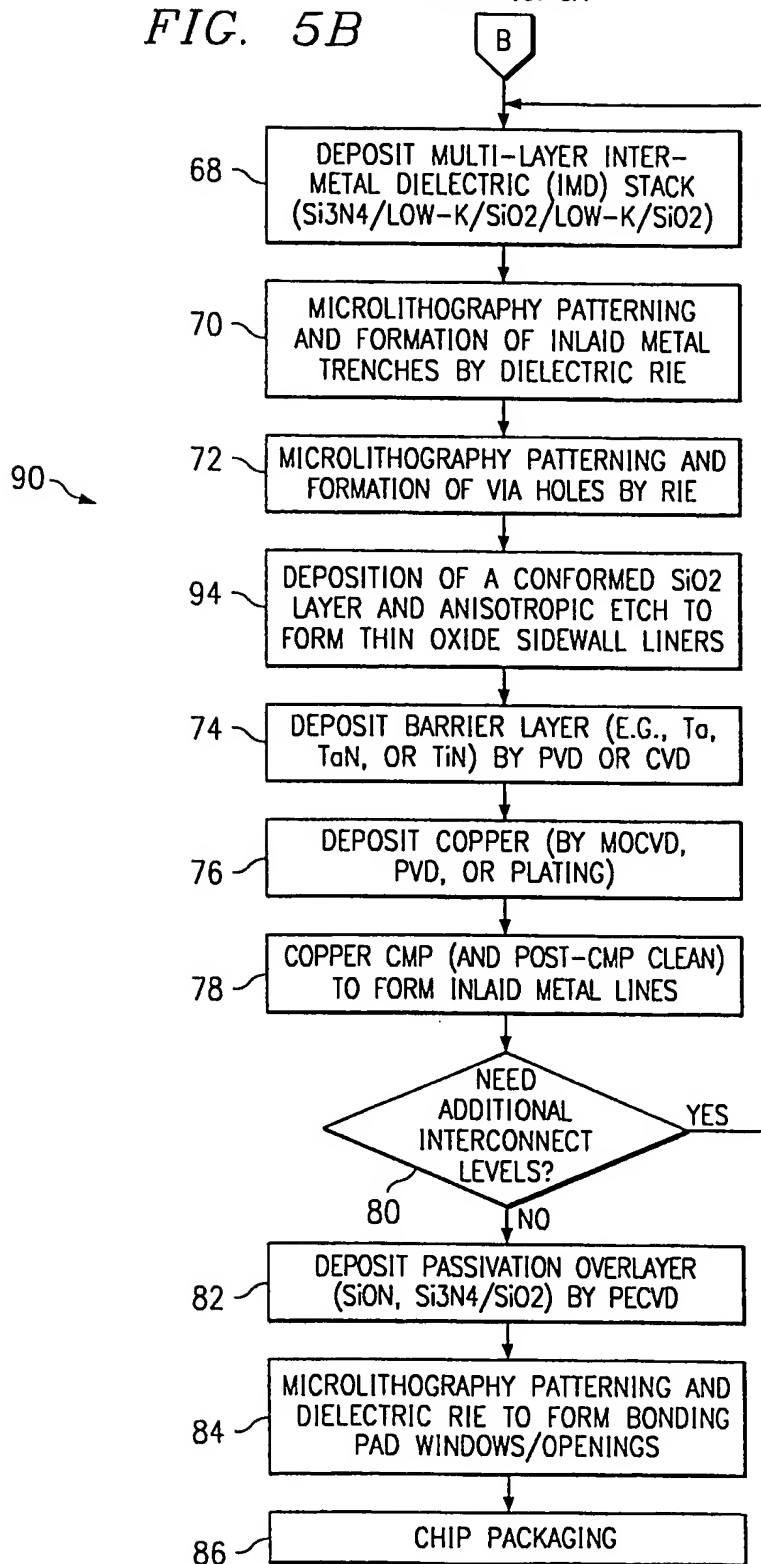 FIG. 5B
B
68
DEPOSIT MULTI-LAYER INTER-
METAL DIELECTRIC (IMD) STACK
(Si3N4/LOW-K/SiO2/LOW-K/SiO2)
70
MICROLITHOGRAPHY PATTERNING
AND FORMATION OF INLAID METAL
TRENCHES BY DIELECTRIC RIE
90
72
MICROLITHOGRAPHY PATTERNING AND
FORMATION OF VIA HOLES BY RIE
94
DEPOSITION OF A CONFORMED SiO2
LAYER AND ANISOTROPIC ETCH TO
FORM THIN OXIDE SIDEWALL LINERS
74
DEPOSIT BARRIER LAYER (E.G., Ta,
TaN, OR TiN) BY PVD OR CVD
76
DEPOSIT COPPER (BY MOCVD,
PVD, OR PLATING)
78
COPPER CMP (AND POST-CMP CLEAN)
TO FORM INLAID METAL LINES
NEED
ADDITIONAL
INTERCONNECT
LEVELS?
YES
80
NO
82
DEPOSIT PASSIVATION OVERLAYER
(SiON, Si3N4/SiO2) BY PECVD
84
MICROLITHOGRAPHY PATTERNING AND
DIELECTRIC RIE TO FORM BONDING
PAD WINDOWS/OPENINGS
86
CHIP PACKAGING